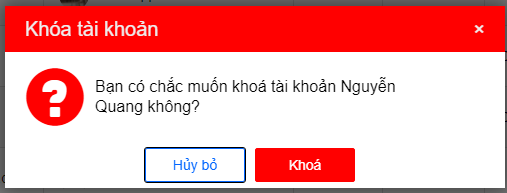 Khóa tài khoản
Bạn có chắc muốn khoá tài khoản Nguyễn
Quang không?
Hủy bỏ
Khoá